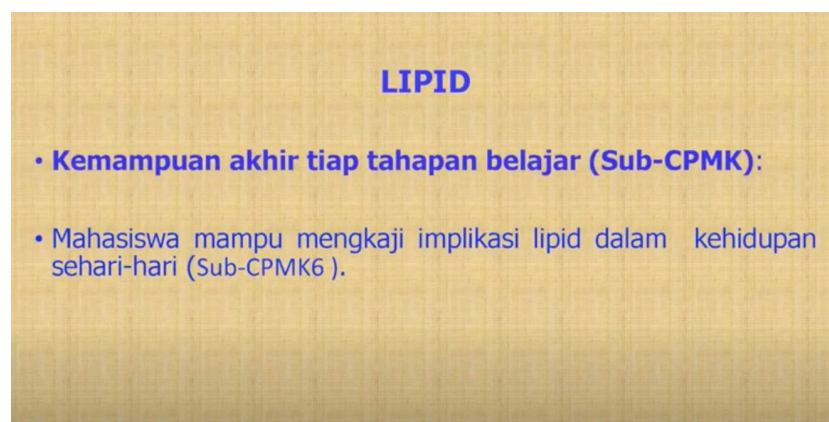 LIPID
• Kemampuan akhir tiap tahapan belajar (Sub-CPMK):
• Mahasiswa mampu mengkaji implikasi lipid dalam kehidupan
sehari-hari (Sub-CPMK6 ).